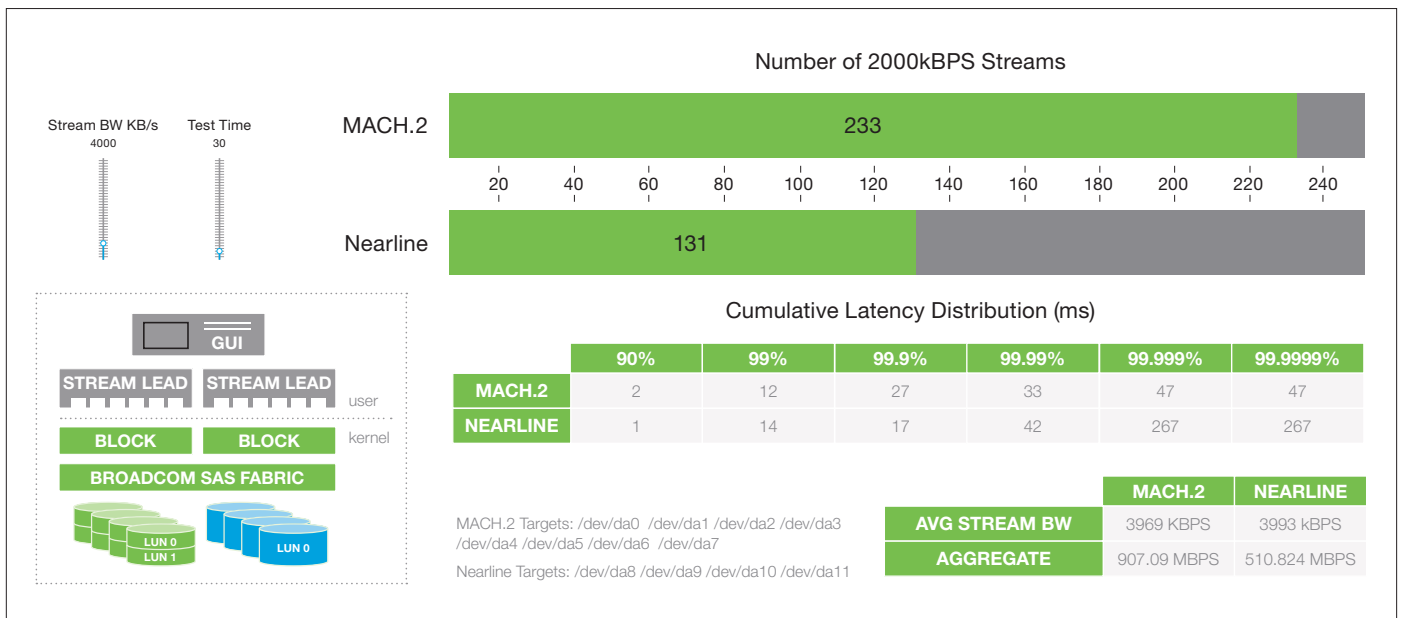 Number of 2000kBPS Streams
Stream BW KB/s
4000
Test Time
30
MACH.2
233
20 40 60 80 100 120 140 160 180 200 220 240
Nearline
131
GUI
STREAM LEAD STREAM LEAD
user
BLOCK BLOCK
kernel
BROADCOM SAS FABRIC
LUN 0
LUN 1
LUN 0
Cumulative Latency Distribution (ms)
90% 99% 99.9% 99.99% 99.999% 99.9999%
MACH.2 2 12 27 33 47 47
NEARLINE 1 14 17 42 267 267
MACH.2 Targets: /dev/da0 /dev/da1 /dev/da2 /dev/da3
/dev/da4 /dev/da5 /dev/da6 /dev/da7
Nearline Targets: /dev/da8 /dev/da9 /dev/da10 /dev/da11
MACH.2 NEARLINE
AVG STREAM BW 3969 KBPS 3993 kBPS
AGGREGATE 907.09 MBPS 510.824 MBPS